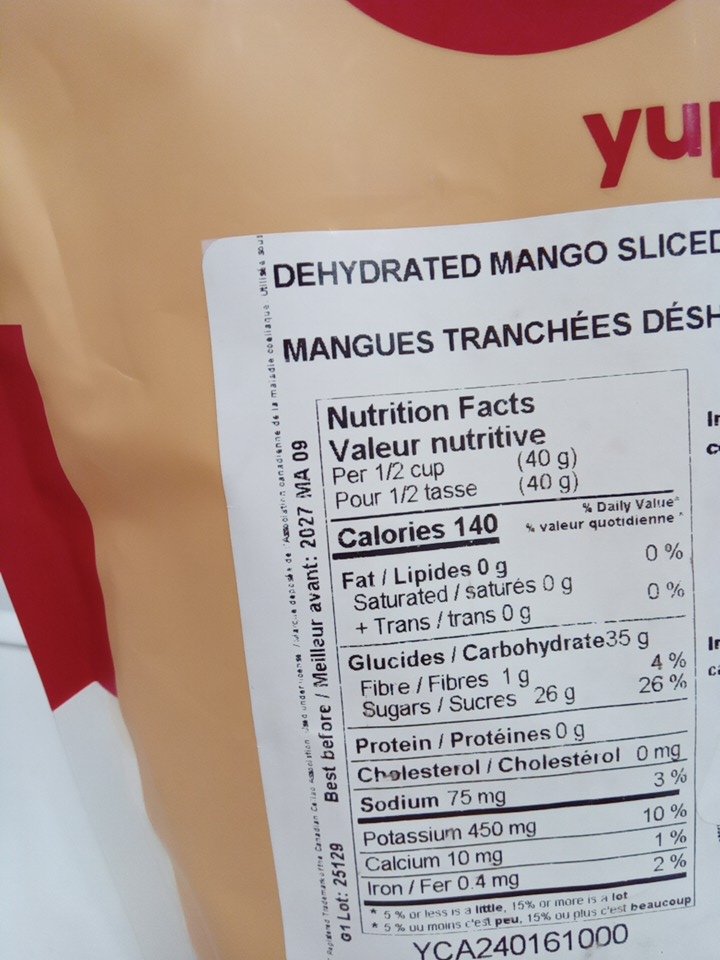 yup
DEHYDRATED MANGO SLICED
MANGUES TRANCHÉES DÉSH
Nutrition Facts
Valeur nutritive
Per 1/2 cup (40 g)
Pour 1/2 tasse (40 g)
% Daily Value*
Calories 140 % valeur quotidienne *
Fat / Lipides 0 g 0 %
Saturated / saturés 0 g 0 %
+ Trans / trans 0 g
Glucides / Carbohydrate 35 g
Fibre / Fibres 1 g 4 %
Sugars / Sucres 26 g 26 %
Protein / Protéines 0 g
Cholesterol / Cholestérol 0 mg
Sodium 75 mg 3 %
Potassium 450 mg 10 %
Calcium 10 mg 1 %
Iron / Fer 0.4 mg 2 %
* 5 % or less is a little, 15% or more is a lot
* 5 % ou moins c'est peu, 15% ou plus c'est beaucoup
YCA240161000
G1 Lot: 25129 Best before / Meilleur avant: 2027 MA 09